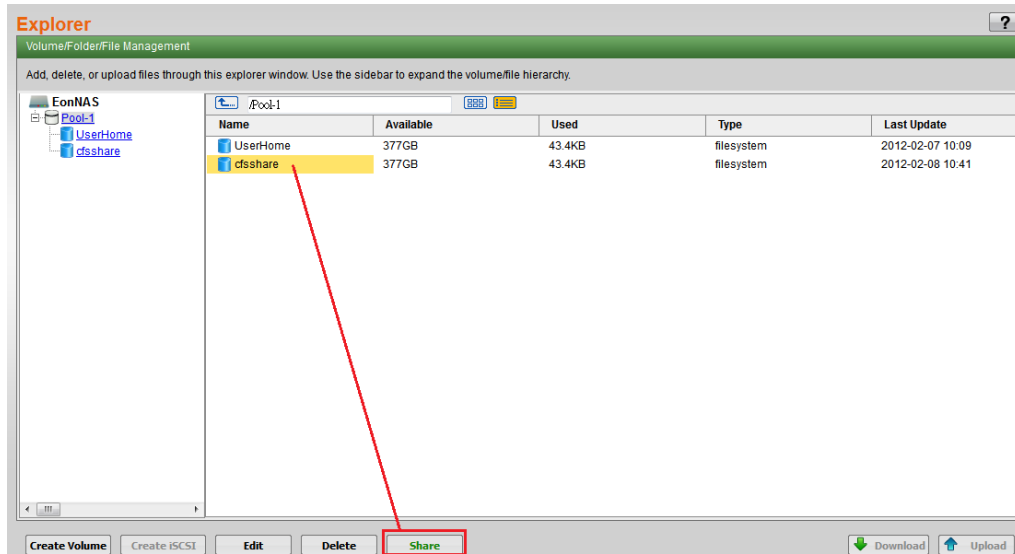 Explorer
?
Volume/Folder/File Management
Add, delete, or upload files through this explorer window. Use the sidebar to expand the volume/file hierarchy.
EonNAS
Pool-1
UserHome
cfsshare
/Pool-1
Name Available Used Type Last Update
UserHome 377GB 43.4KB filesystem 2012-02-07 10:09
cfsshare 377GB 43.4KB filesystem 2012-02-08 10:41
Create Volume Create iSCSI Edit Delete Share Download Upload